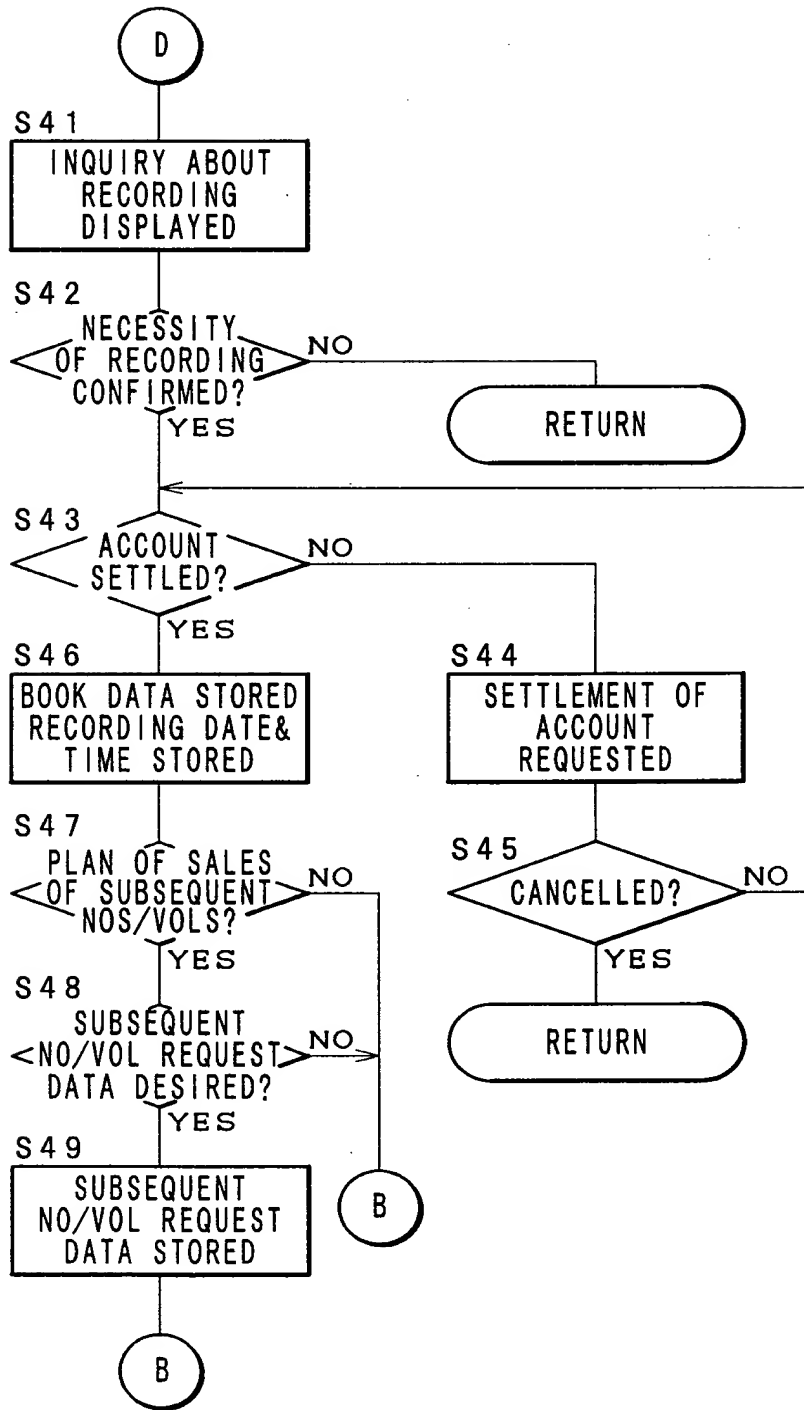 D
S41
INQUIRY ABOUT
RECORDING
DISPLAYED
S42
NECESSITY
OF RECORDING
CONFIRMED?
NO
YES
RETURN
S43
ACCOUNT
SETTLED?
NO
YES
S46
BOOK DATA STORED
RECORDING DATE&
TIME STORED
S44
SETTLEMENT OF
ACCOUNT
REQUESTED
S47
PLAN OF SALES
OF SUBSEQUENT
NOS/VOLS?
NO
YES
S45
CANCELLED?
NO
YES
RETURN
S48
SUBSEQUENT
NO/VOL REQUEST
DATA DESIRED?
NO
YES
S49
SUBSEQUENT
NO/VOL REQUEST
DATA STORED
B
B